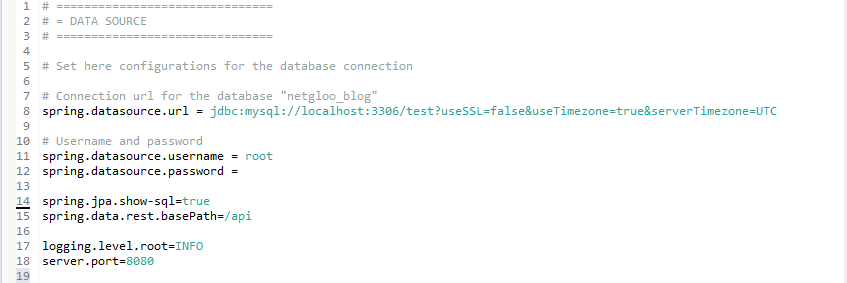 1 # ===============================
2 # = DATA SOURCE
3 # ===============================
4
5 # Set here configurations for the database connection
6
7 # Connection url for the database "netgloo_blog"
8 spring.datasource.url = jdbc:mysql://localhost:3306/test?useSSL=false&useTimezone=true&serverTimezone=UTC
9
10 # Username and password
11 spring.datasource.username = root
12 spring.datasource.password =
13
14 spring.jpa.show-sql=true
15 spring.data.rest.basePath=/api
16
17 logging.level.root=INFO
18 server.port=8080
19